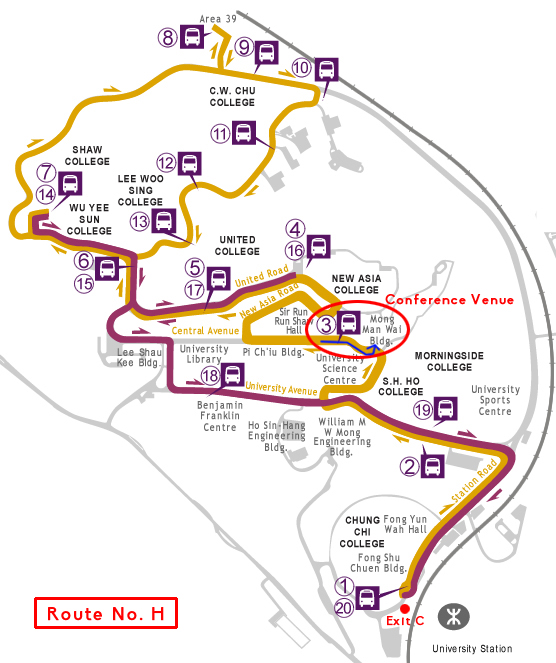 Area 39
8
9
10
C.W. CHU
COLLEGE
11
SHAW
COLLEGE
12
7
14
LEE WOO
SING
COLLEGE
WU YEE
SUN
COLLEGE
13
4
16
UNITED
COLLEGE
6
15
5
17
United Road
NEW ASIA
COLLEGE
New Asia Road
Conference Venue
Sir Run
Run Shaw
Hall
3
Mong
Man Wai
Bldg.
Central Avenue
Lee Shau
Kee Bldg.
University
Library
Pi Ch'iu Bldg.
University
Science
Centre
MORNINGSIDE
COLLEGE
18
University Avenue
S.H. HO
COLLEGE
University
Sports
Centre
19
Benjamin
Franklin
Centre
Ho Sin-Hang
Engineering
Bldg.
William M
W Mong
Engineering
Bldg.
2
Station Road
CHUNG
CHI
COLLEGE
Fong Yun
Wah Hall
Fong Shu
Chuen Bldg.
1
20
Route No. H
Exit C
University Station